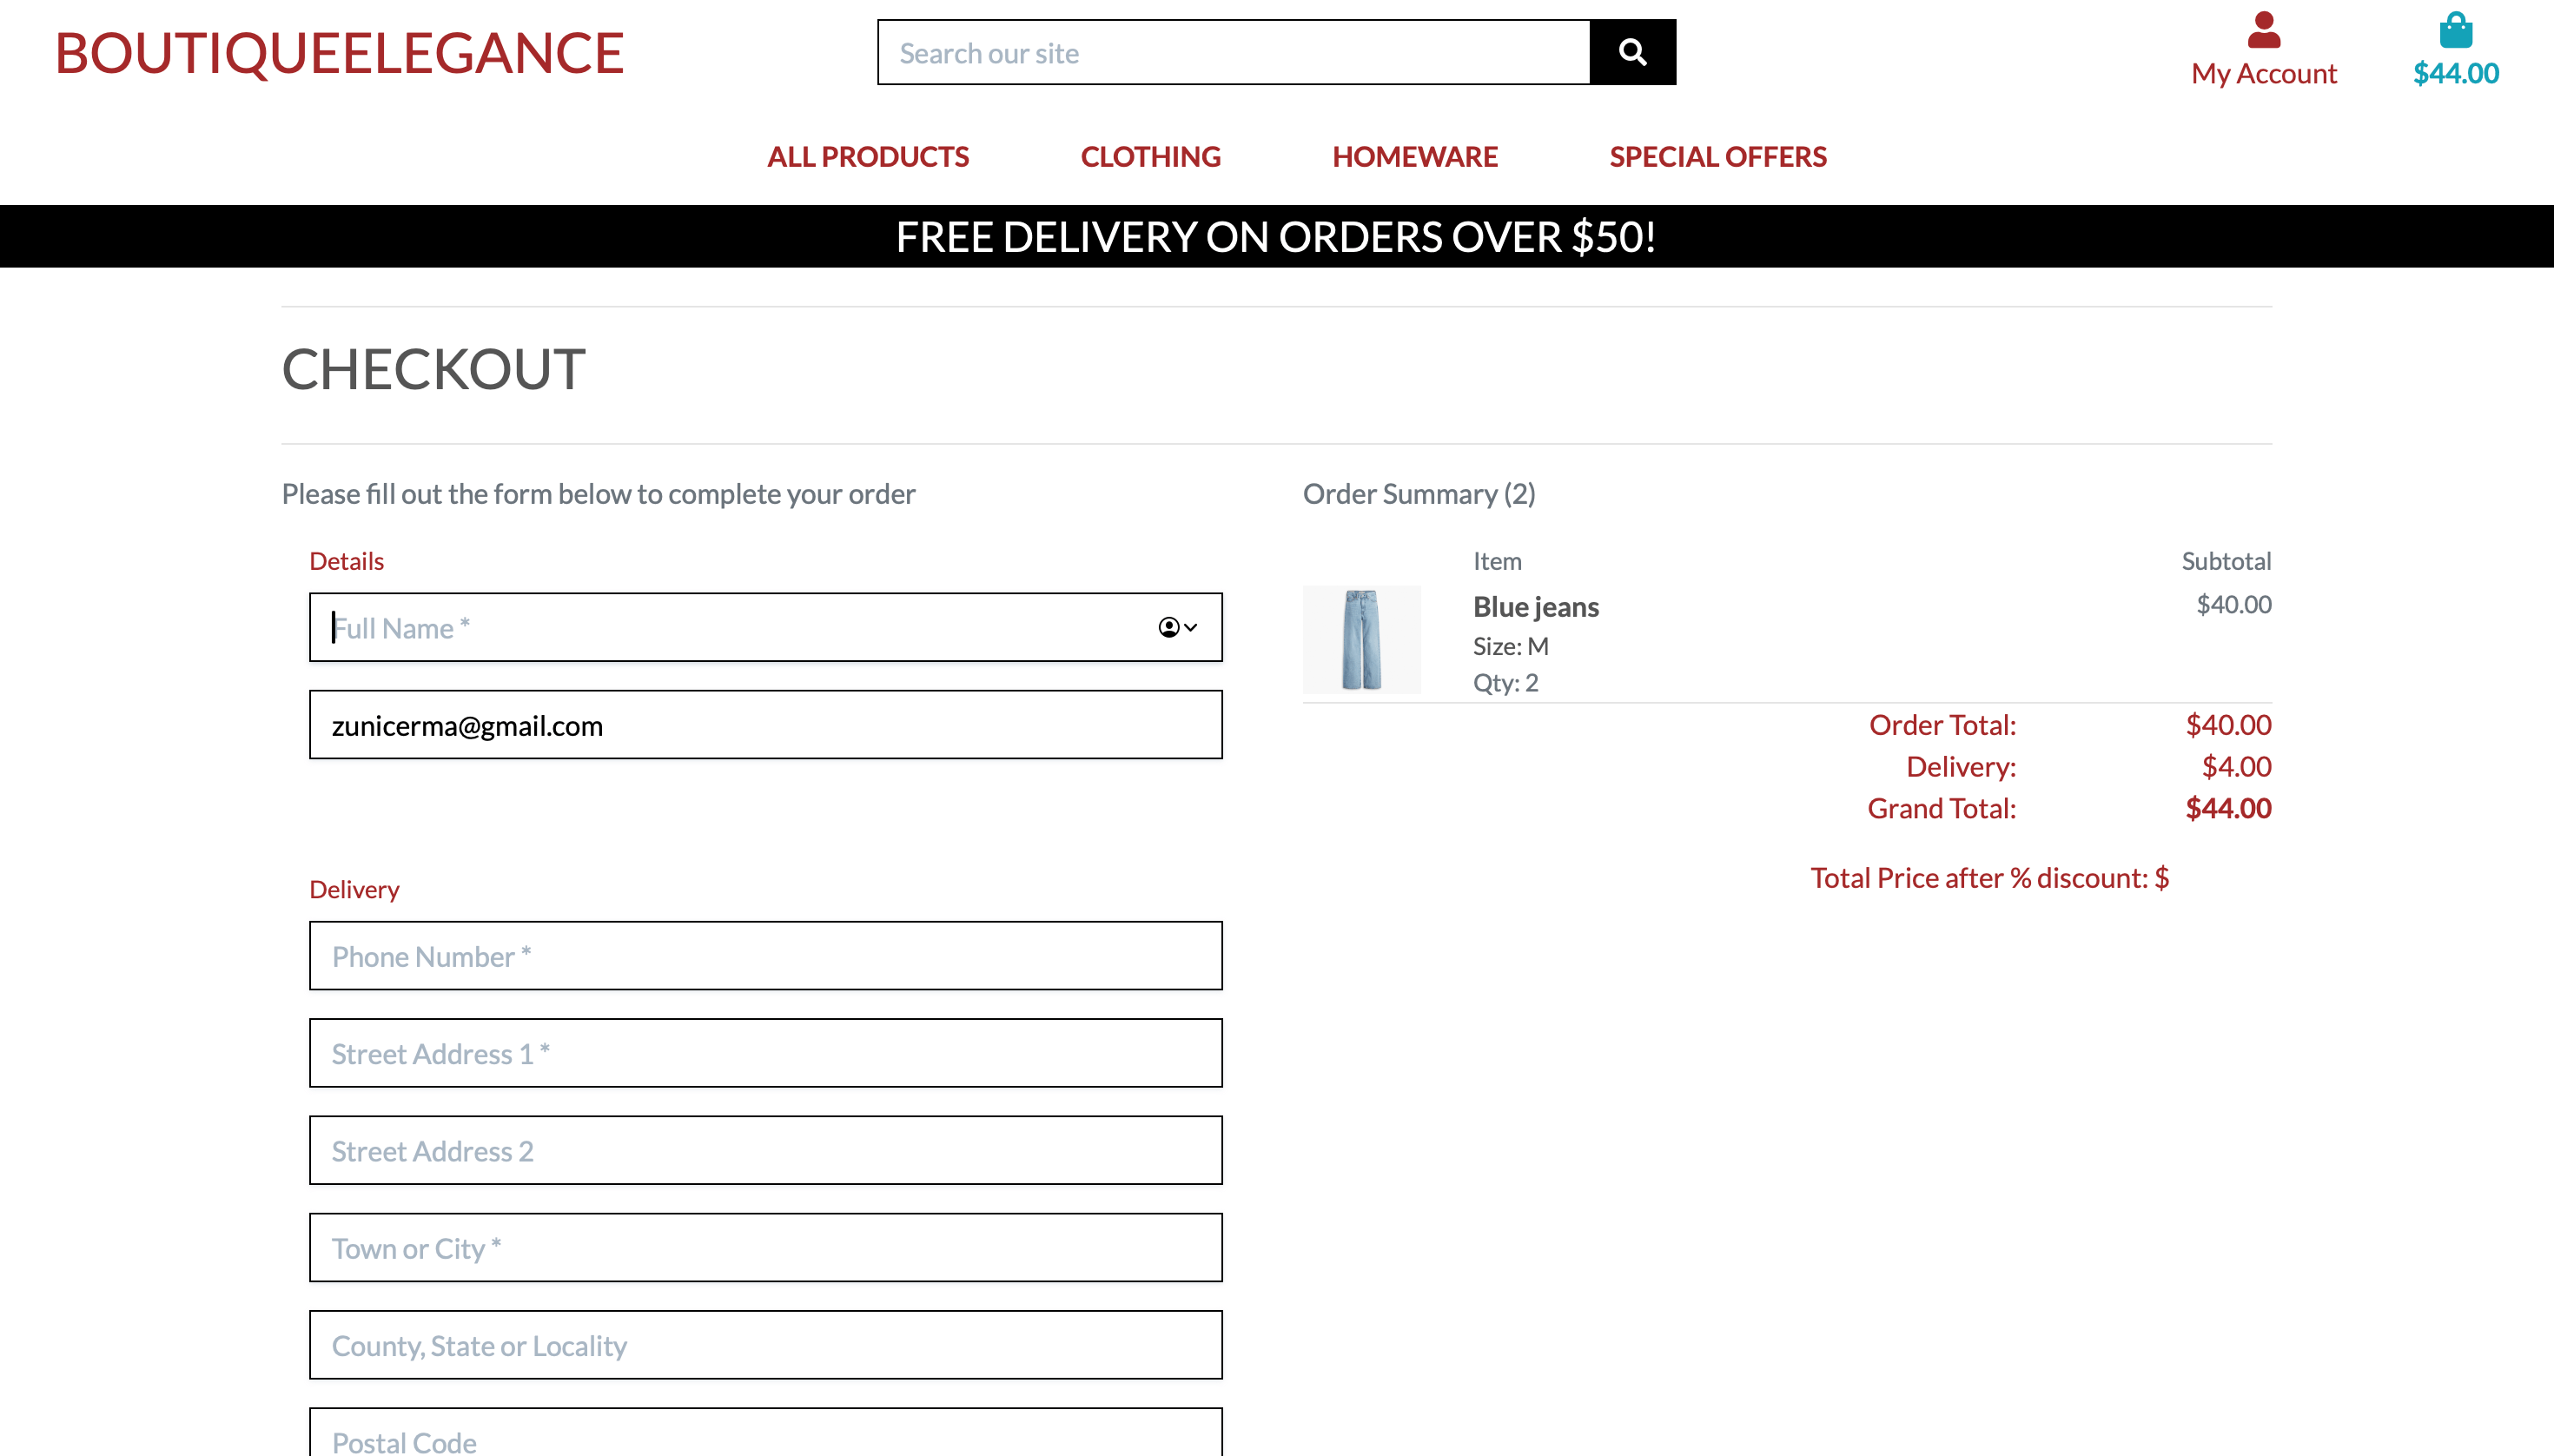 BOUTIQUEELEGANCE
Search our site
My Account
$44.00
ALL PRODUCTS CLOTHING HOMEWARE SPECIAL OFFERS
FREE DELIVERY ON ORDERS OVER $50!
CHECKOUT
Please fill out the form below to complete your order
Details
Full Name *
zunicerma@gmail.com
Delivery
Phone Number *
Street Address 1 *
Street Address 2
Town or City *
County, State or Locality
Postal Code
Order Summary (2)
Item Subtotal
Blue jeans $40.00
Size: M
Qty: 2
Order Total: $40.00
Delivery: $4.00
Grand Total: $44.00
Total Price after % discount: $